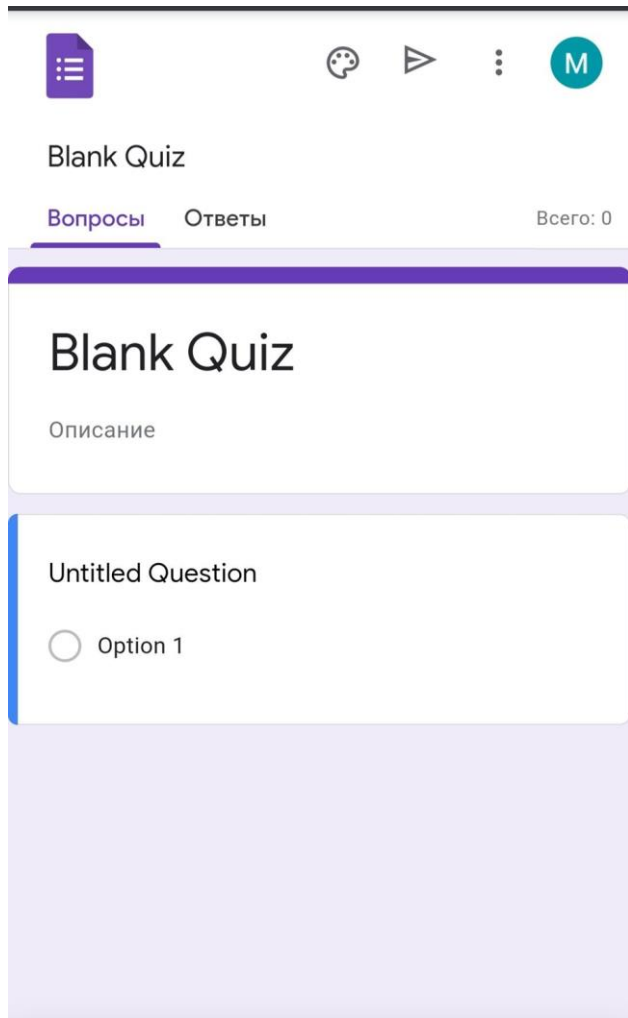 M
Blank Quiz
Вопросы Ответы Всего: 0
Blank Quiz
Описание
Untitled Question
Option 1